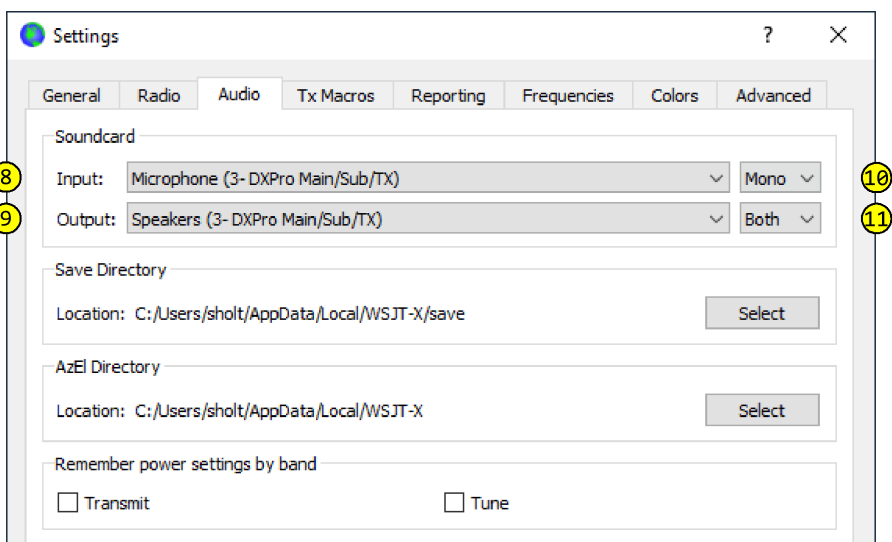 Settings ? ×
General Radio Audio Tx Macros Reporting Frequencies Colors Advanced
Soundcard
8 Input: Microphone (3- DXPro Main/Sub/TX) Mono 10
9 Output: Speakers (3- DXPro Main/Sub/TX) Both 11
Save Directory
Location: C:/Users/sholt/AppData/Local/WSJT-X/save Select
AzEl Directory
Location: C:/Users/sholt/AppData/Local/WSJT-X Select
Remember power settings by band
Transmit Tune